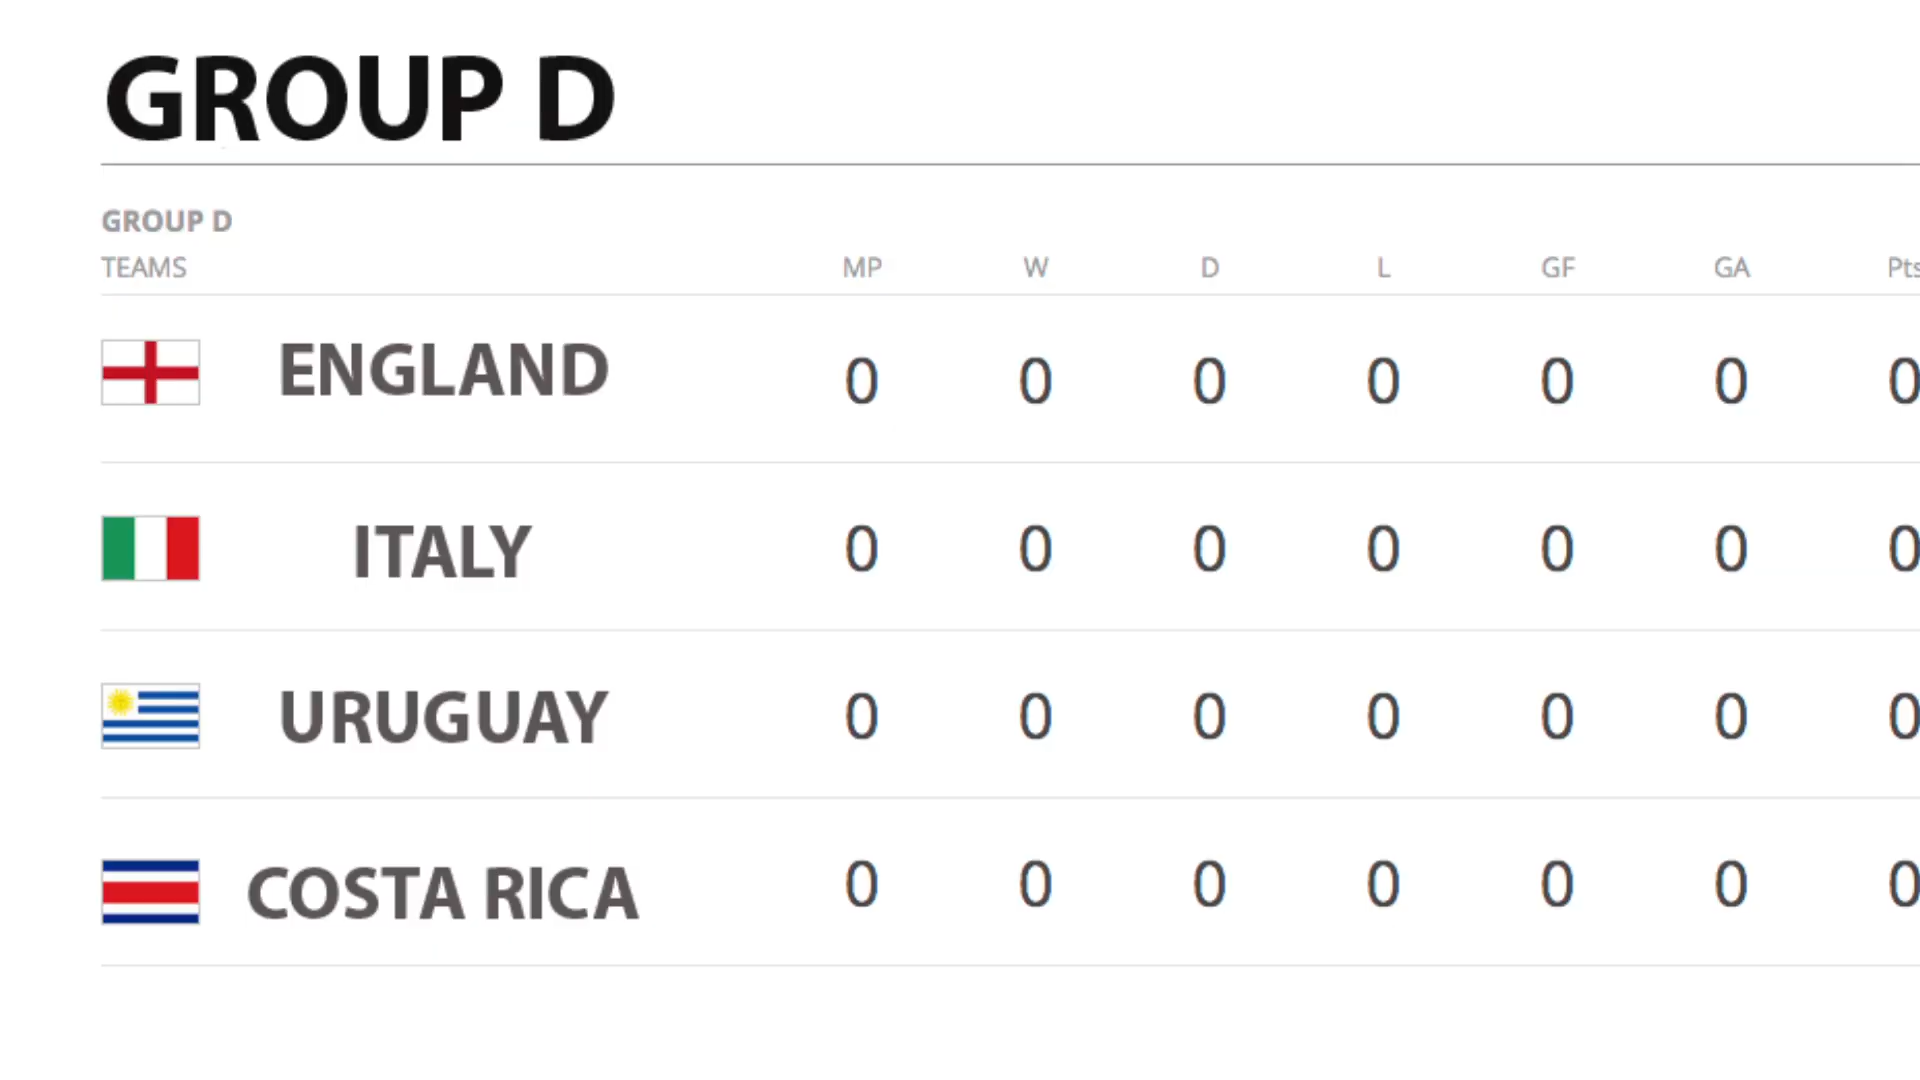 GROUP D
GROUP D
TEAMS MP W D L GF GA Pts
ENGLAND 0 0 0 0 0 0 0
ITALY 0 0 0 0 0 0 0
URUGUAY 0 0 0 0 0 0 0
COSTA RICA 0 0 0 0 0 0 0